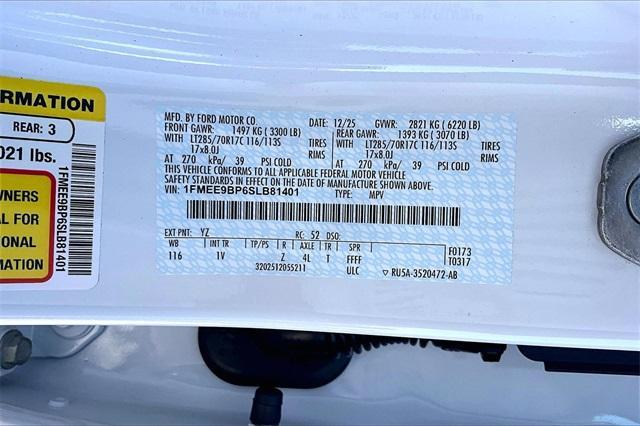 ORMATION
REAR: 3
021 lbs.
WNERS
AL FOR
ONAL
TION
1FMEE9BP6SLB81401
MFD. BY FORD MOTOR CO.
DATE: 12/25 GVWR: 2821 KG ( 6220 LB)
FRONT GAWR: 1497 KG ( 3300 LB) REAR GAWR: 1393 KG ( 3070 LB)
WITH LT285/70R17C 116/113S TIRES WITH LT285/70R17C 116/113S TIRES
17x8.0J RIMS 17x8.0J RIMS
AT 270 kPa/ 39 PSI COLD AT 270 kPa/ 39 PSI COLD
THIS VEHICLE CONFORMS TO ALL APPLICABLE FEDERAL MOTOR VEHICLE
SAFETY STANDARDS IN EFFECT ON THE DATE OF MANUFACTURE SHOWN ABOVE.
VIN: 1FMEE9BP6SLB81401
TYPE: MPV
EXT PNT: YZ RC: 52 DSO:
WB INT TR TP/PS R AXLE TR SPR F0173
116 1V Z 4L T FFFF T0317
3202512055211 ULC RU5A-3520472-AB